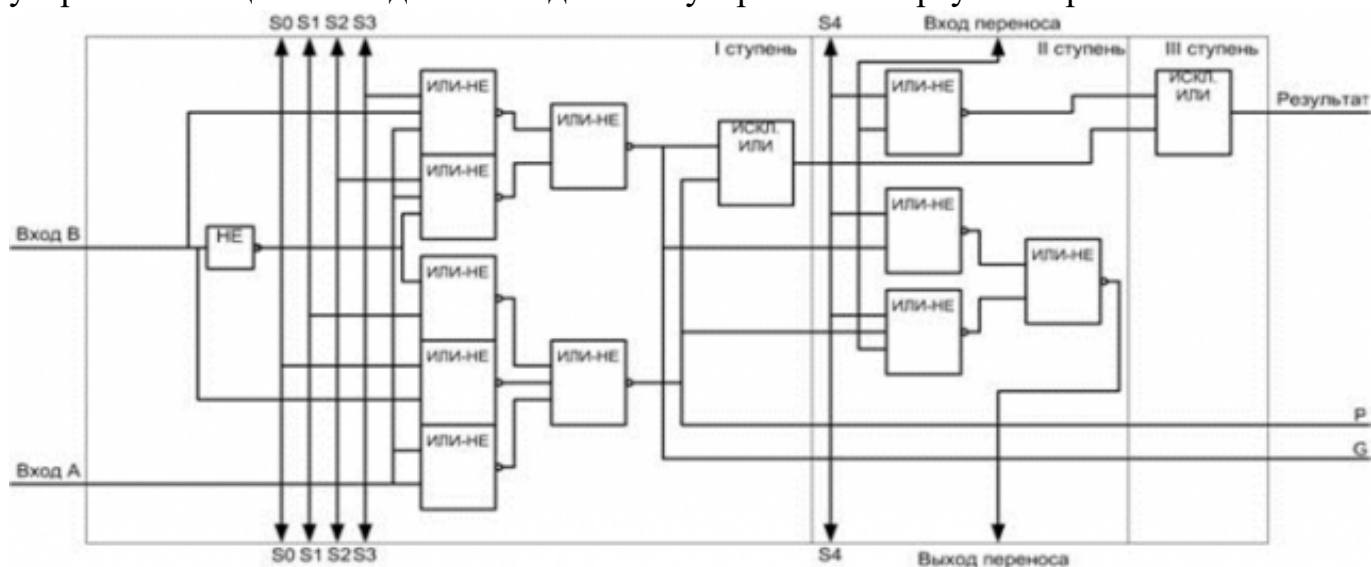 S0 S1 S2 S3 S4 Вход переноса
I ступень II ступень III ступень
ИЛИ-НЕ ИЛИ-НЕ ИСКЛ. ИЛИ
ИЛИ-НЕ ИСКЛ. ИЛИ Результат
ИЛИ-НЕ
ИЛИ-НЕ
Вход B НЕ
ИЛИ-НЕ ИЛИ-НЕ
ИЛИ-НЕ
ИЛИ-НЕ ИЛИ-НЕ
P
ИЛИ-НЕ G
Вход A
S0 S1 S2 S3 S4 Выход переноса